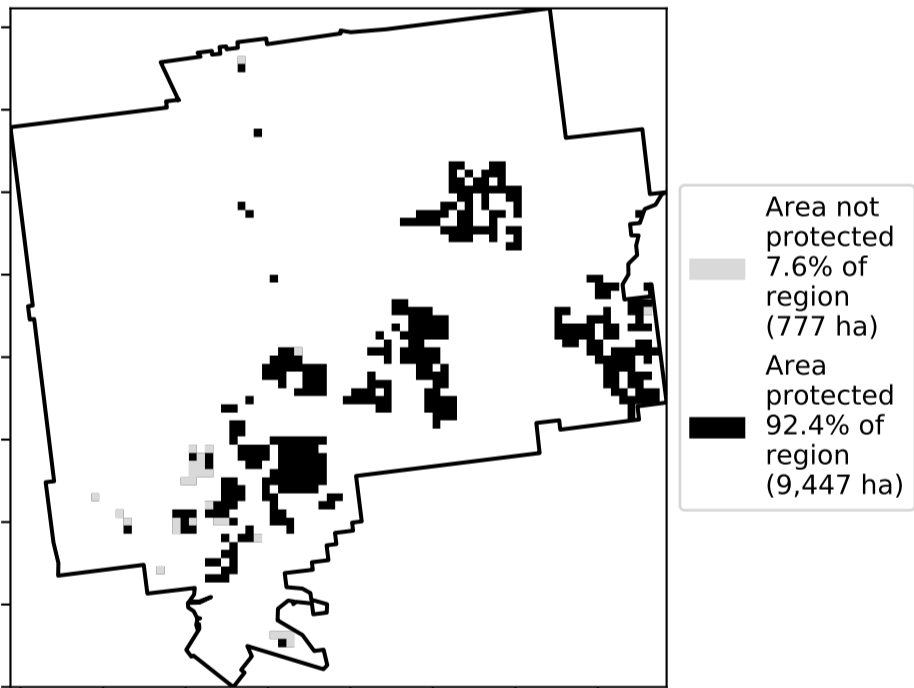 Area not
protected
7.6% of
region
(777 ha)
Area
protected
92.4% of
region
(9,447 ha)